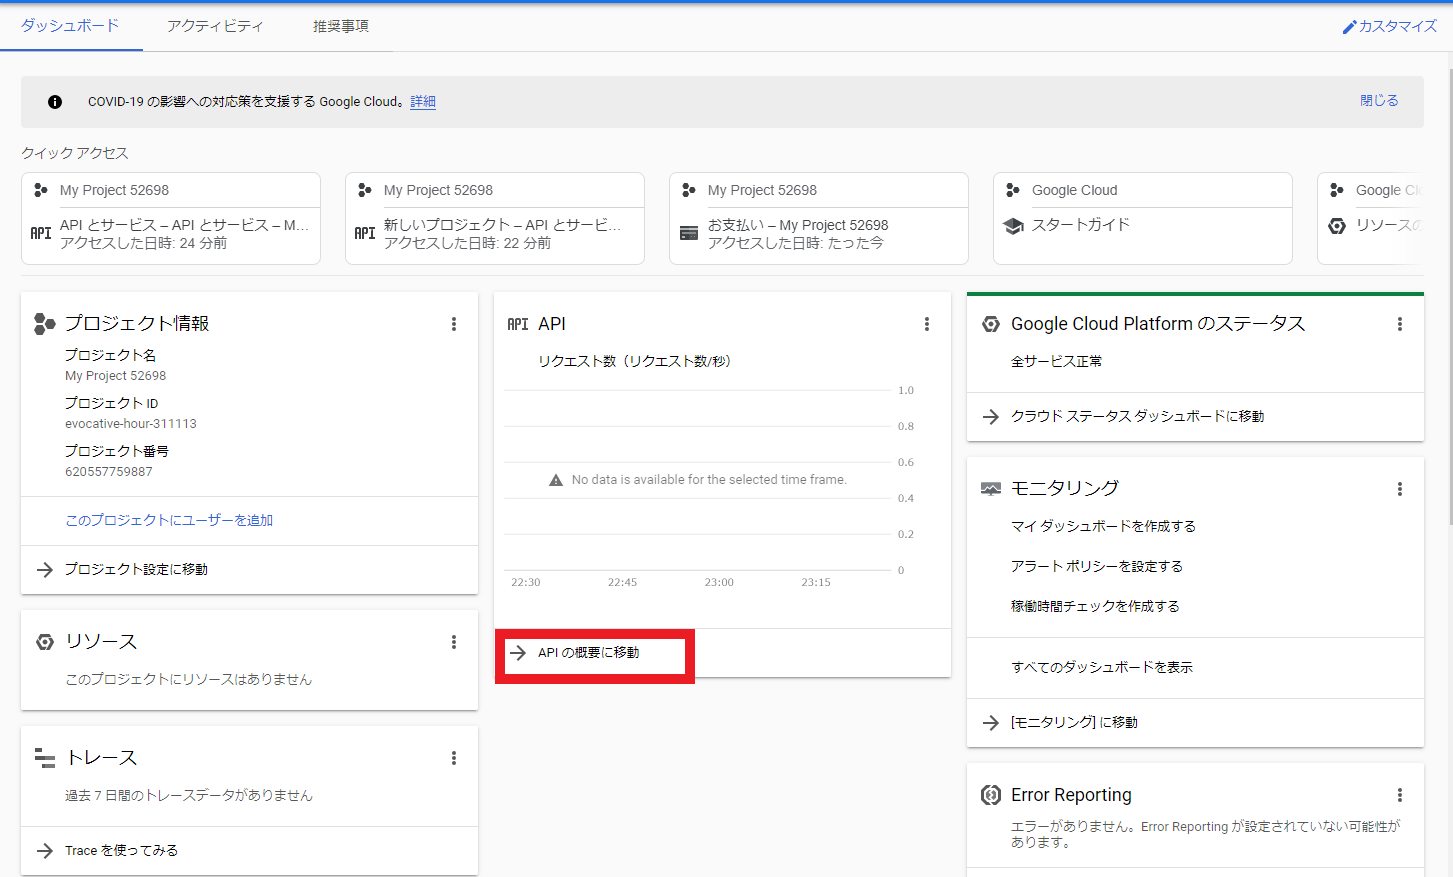 ダッシュボード
アクティビティ
推奨事項
カスタマイズ
COVID-19 の影響への対応策を支援する Google Cloud。詳細
閉じる
クイック アクセス
My Project 52698
API とサービス – API とサービス – M...
アクセスした日時: 24 分前
My Project 52698
新しいプロジェクト – API とサービ...
アクセスした日時: 22 分前
My Project 52698
お支払い – My Project 52698
アクセスした日時: たった今
Google Cloud
スタートガイド
Google Clo
リソースの
プロジェクト情報
プロジェクト名
My Project 52698
プロジェクト ID
evocative-hour-311113
プロジェクト番号
620557759887
このプロジェクトにユーザーを追加
プロジェクト設定に移動
リソース
このプロジェクトにリソースはありません
トレース
過去 7 日間のトレースデータがありません
Trace を使ってみる
API API
リクエスト数（リクエスト数/秒）
1.0
0.8
0.6
No data is available for the selected time frame.
0.4
0.2
0
22:30 22:45 23:00 23:15
API の概要に移動
Google Cloud Platform のステータス
全サービス正常
クラウド ステータス ダッシュボードに移動
モニタリング
マイ ダッシュボードを作成する
アラート ポリシーを設定する
稼働時間チェックを作成する
すべてのダッシュボードを表示
[モニタリング] に移動
Error Reporting
エラーがありません。Error Reporting が設定されていない可能性が
あります。